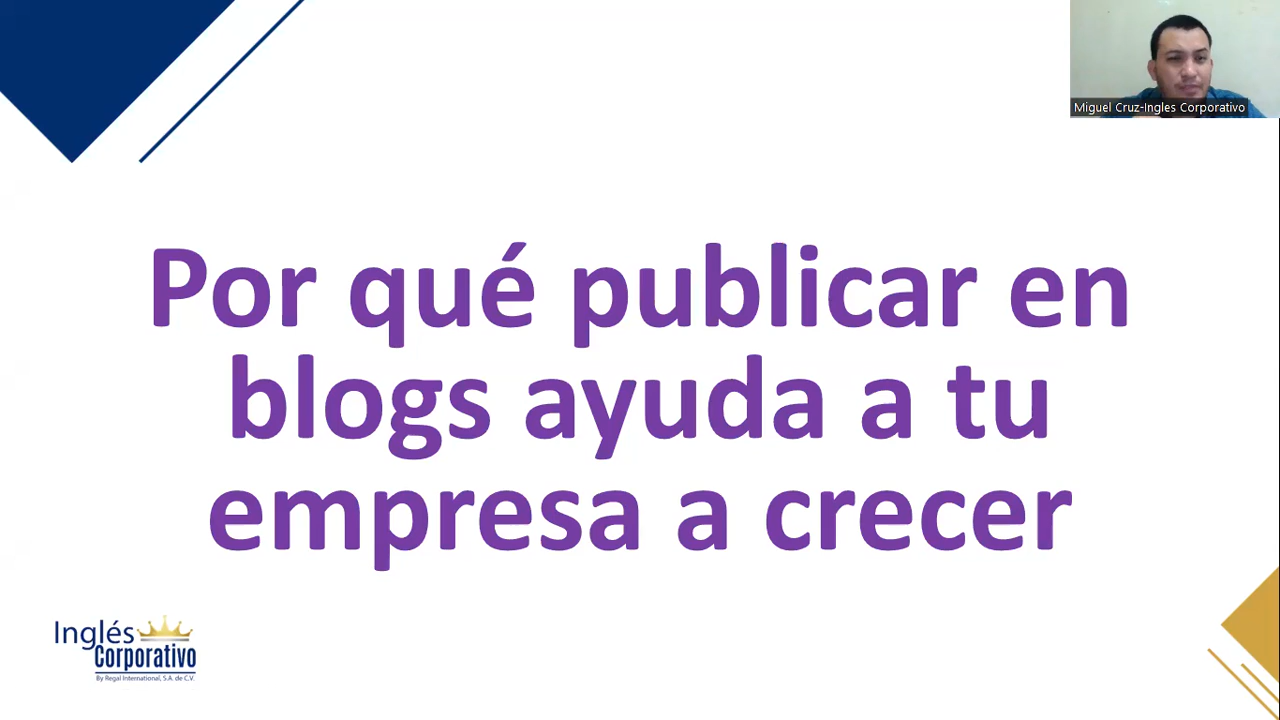 Miguel Cruz-Ingles Corporativo
Por qué publicar en
blogs ayuda a tu
empresa a crecer
Inglés
Corporativo
By Regal International, S.A. de C.V.